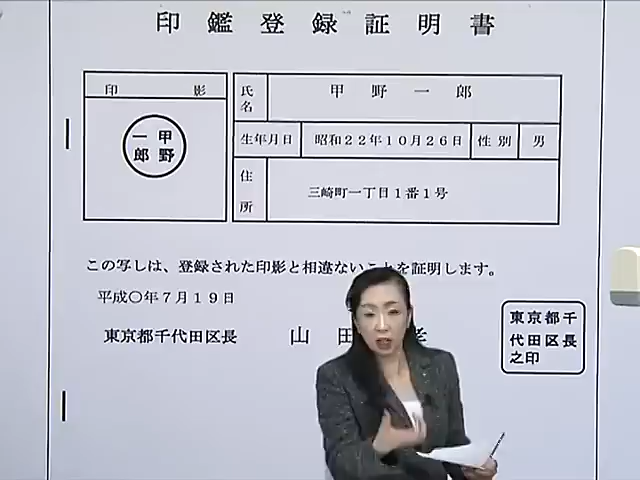 印鑑登録証明書
印影
一甲
郎野
氏名
甲野一郎
生年月日
昭和22年10月26日
性別
男
住所
三崎町一丁目1番1号
この写しは、登録された印影と相違ないことを証明します。
平成〇年7月19日
東京都千代田区長
山田
東京都千
代田区長
之印